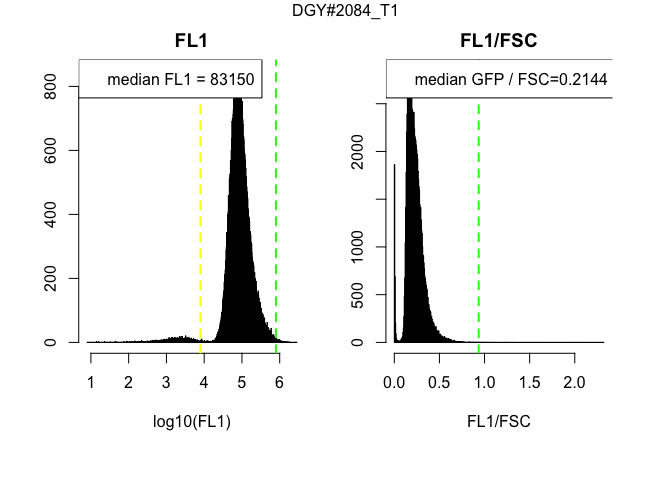 DGY#2084_T1
FL1
median FL1 = 83150
0 200 400 600 800
1 2 3 4 5 6
log10(FL1)
FL1/FSC
median GFP / FSC=0.2144
0 500 1000 2000
0.0 0.5 1.0 1.5 2.0
FL1/FSC